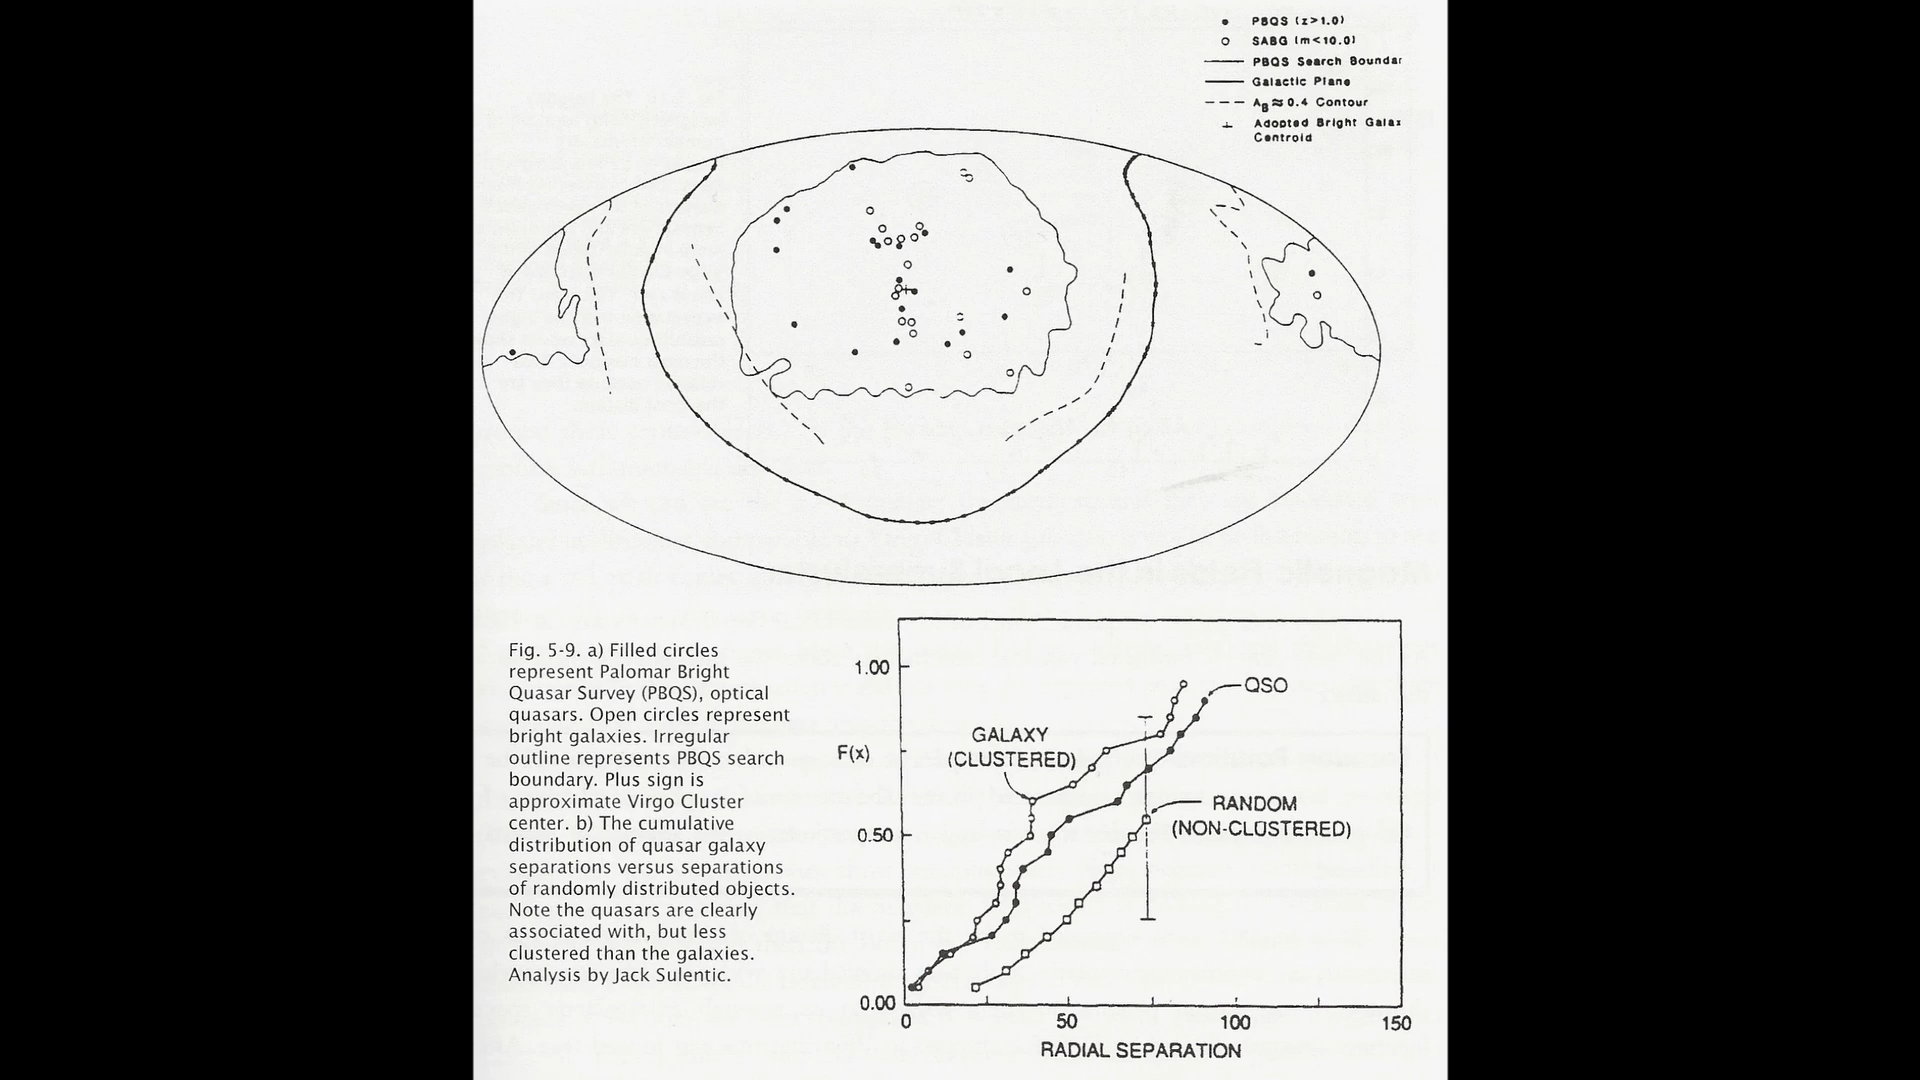 PBQS (z>1.0)
SABG (m<10.0)
PBQS Search Boundar
Galactic Plane
A_B≈0.4 Contour
Adopted Bright Galax
Centroid
Fig. 5-9. a) Filled circles
represent Palomar Bright
Quasar Survey (PBQS), optical
quasars. Open circles represent
bright galaxies. Irregular
outline represents PBQS search
boundary. Plus sign is
approximate Virgo Cluster
center. b) The cumulative
distribution of quasar galaxy
separations versus separations
of randomly distributed objects.
Note the quasars are clearly
associated with, but less
clustered than the galaxies.
Analysis by Jack Sulentic.
1.00
F(x)
0.50
0.00
QSO
GALAXY
(CLUSTERED)
RANDOM
(NON-CLUSTERED)
0 50 100 150
RADIAL SEPARATION